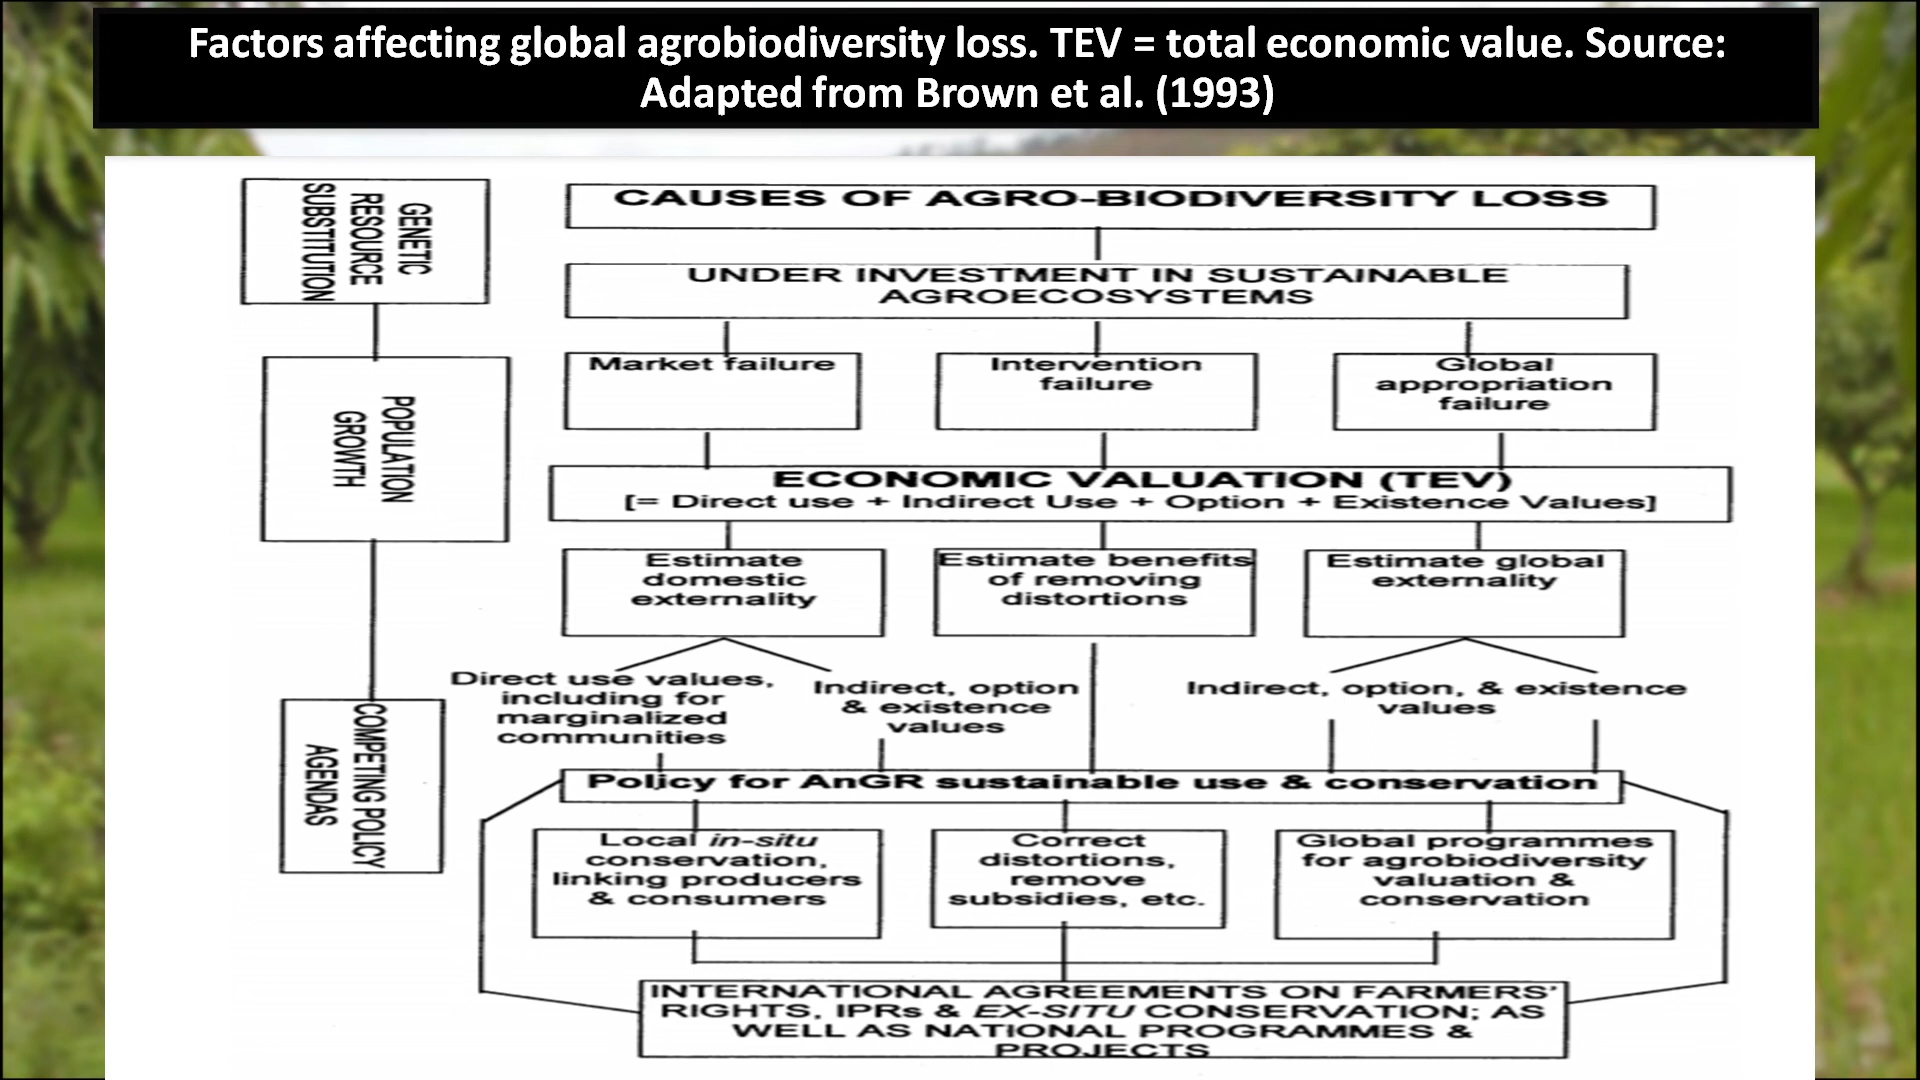 Factors affecting global agrobiodiversity loss. TEV = total economic value. Source:
Adapted from Brown et al. (1993)
GENETIC
RESOURCE
SUBSTITUTION
POPULATION
GROWTH
COMPETING POLICY
AGENDAS
CAUSES OF AGRO-BIODIVERSITY LOSS
UNDER INVESTMENT IN SUSTAINABLE
AGROECOSYSTEMS
Market failure
Intervention
failure
Global
appropriation
failure
ECONOMIC VALUATION (TEV)
[= Direct use + Indirect Use + Option + Existence Values]
Estimate
domestic
externality
Estimate benefits
of removing
distortions
Estimate global
externality
Direct use values,
including for
marginalized
communities
Indirect, option
& existence
values
Indirect, option, & existence
values
Policy for AnGR sustainable use & conservation
Local in-situ
conservation,
linking producers
& consumers
Correct
distortions,
remove
subsidies, etc.
Global programmes
for agrobiodiversity
valuation &
conservation
INTERNATIONAL AGREEMENTS ON FARMERS'
RIGHTS, IPRs & EX-SITU CONSERVATION; AS
WELL AS NATIONAL PROGRAMMES &
PROJECTS